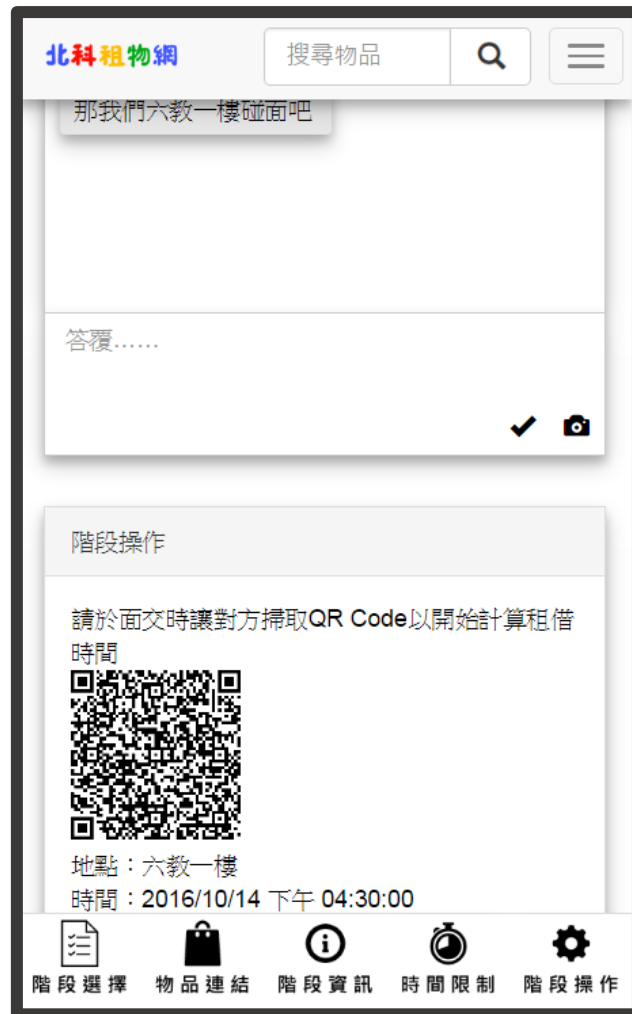 北科租物網
搜尋物品
那我們六教一樓碰面吧
答覆......
階段操作
請於面交時讓對方掃取QR Code以開始計算租借
時間
地點：六教一樓
時間：2016/10/14 下午 04:30:00
階段選擇 物品連結 階段資訊 時間限制 階段操作